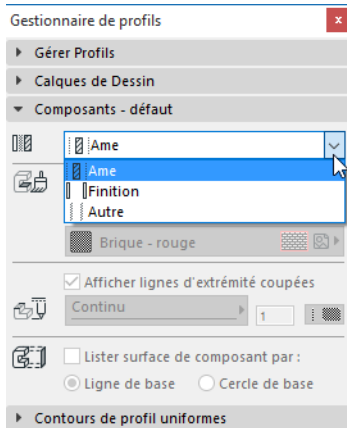 Gestionnaire de profils
x
Gérer Profils
Calques de Dessin
Composants - défaut
Ame
Ame
Finition
Autre
Brique - rouge
Afficher lignes d'extrémité coupées
Continu
1
Lister surface de composant par :
Ligne de base Cercle de base
Contours de profil uniformes